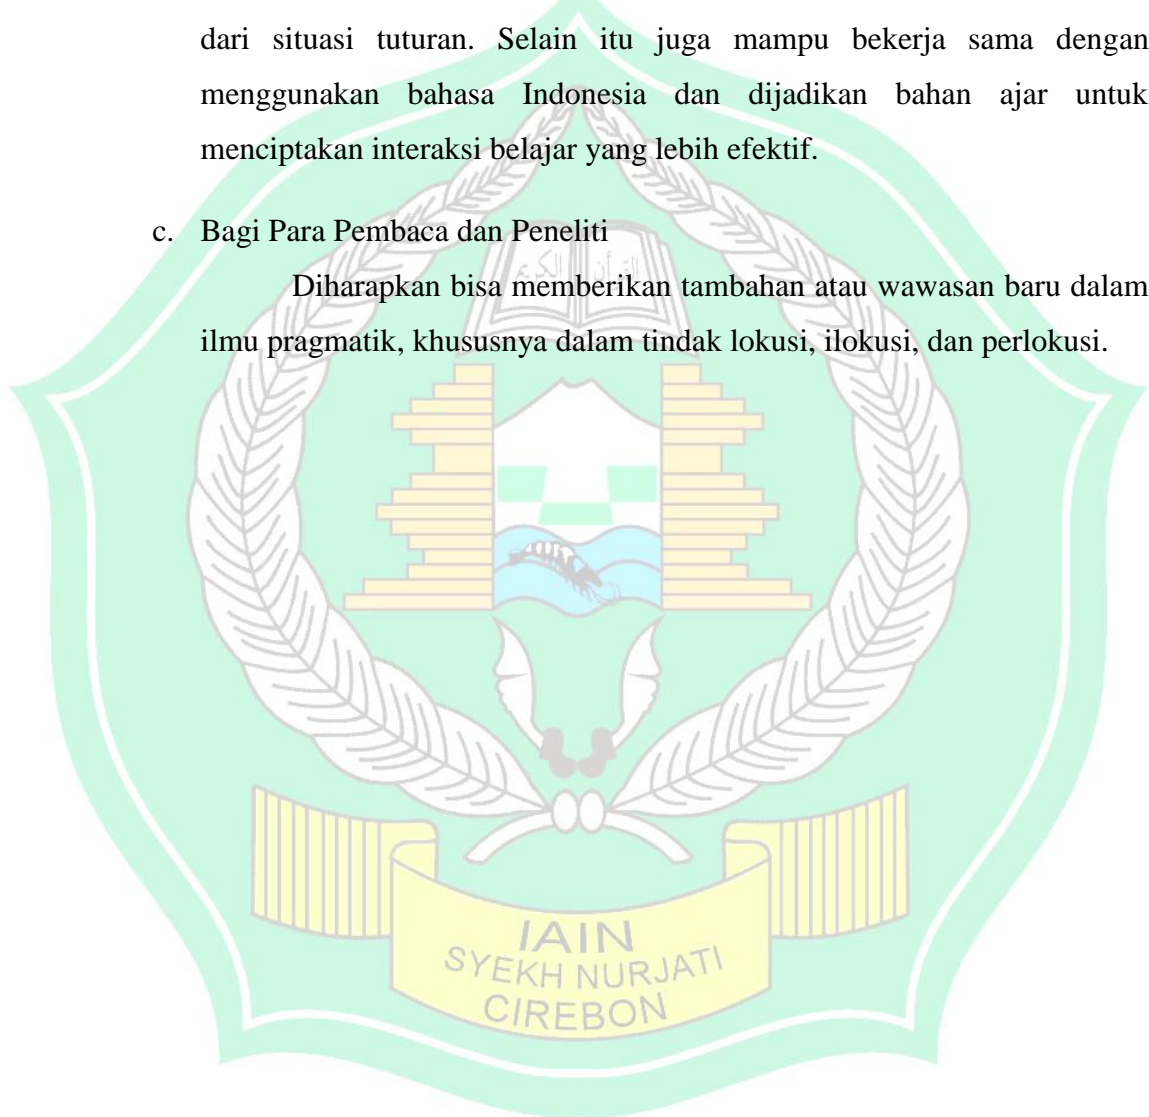 dari situasi tuturan. Selain itu juga mampu bekerja sama dengan
menggunakan bahasa Indonesia dan dijadikan bahan ajar untuk
menciptakan interaksi belajar yang lebih efektif.
c. Bagi Para Pembaca dan Peneliti
Diharapkan bisa memberikan tambahan atau wawasan baru dalam
ilmu pragmatik, khususnya dalam tindak lokusi, ilokusi, dan perlokusi.
القرآن الكريم
IAIN
SYEKH NURJATI
CIREBON